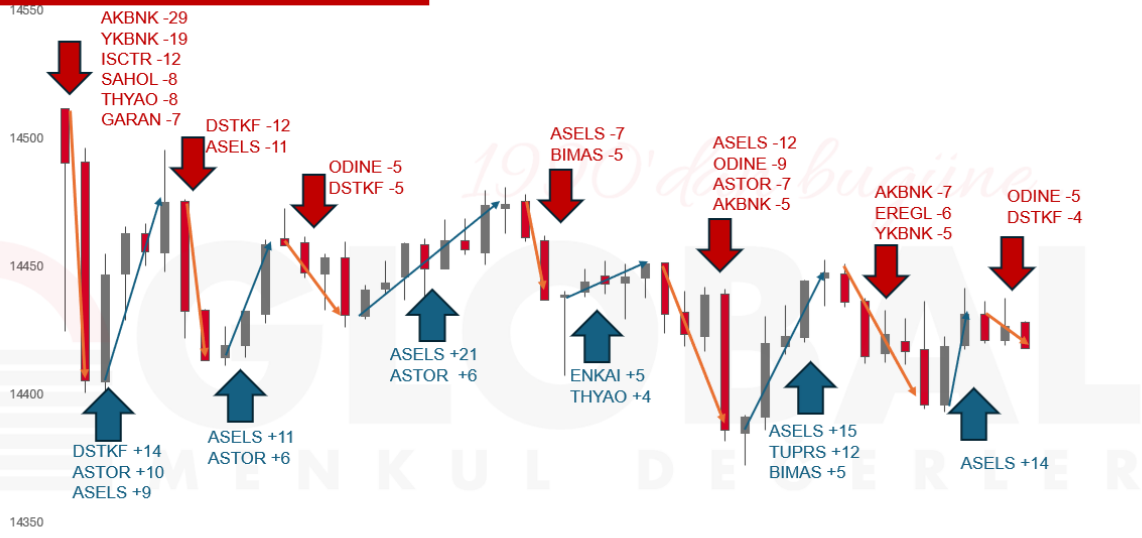 14550
14500
14450
14400
14350
AKBNK -29
YKBNK -19
ISCTR -12
SAHOL -8
THYAO -8
GARAN -7
DSTKF +14
ASTOR +10
ASELS +9
DSTKF -12
ASELS -11
ASELS +11
ASTOR +6
ODINE -5
DSTKF -5
ASELS +21
ASTOR +6
ASELS -7
BIMAS -5
ENKAI +5
THYAO +4
ASELS -12
ODINE -9
ASTOR -7
AKBNK -5
ASELS +15
TUPRS +12
BIMAS +5
AKBNK -7
EREGL -6
YKBNK -5
ASELS +14
ODINE -5
DSTKF -4
GLOBAL
MENKUL DEĞERLER